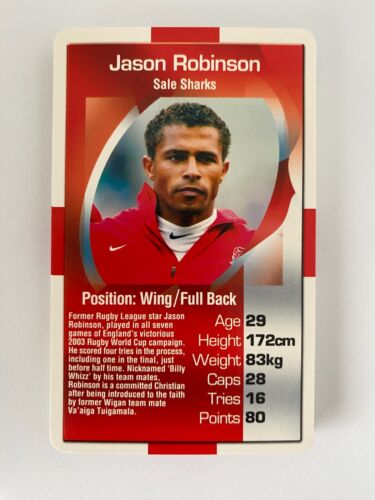 Jason Robinson
Sale Sharks
Position: Wing/Full Back
Former Rugby League star Jason
Robinson, played in all seven
games of England's victorious
2003 Rugby World Cup campaign.
He scored four tries in the process,
including one in the final, just
before half time. Nicknamed 'Billy
Whizz' by his team mates,
Robinson is a committed Christian
after being introduced to the faith
by former Wigan team mate
Va'aiga Tuigamala.
Age 29
Height 172cm
Weight 83kg
Caps 28
Tries 16
Points 80